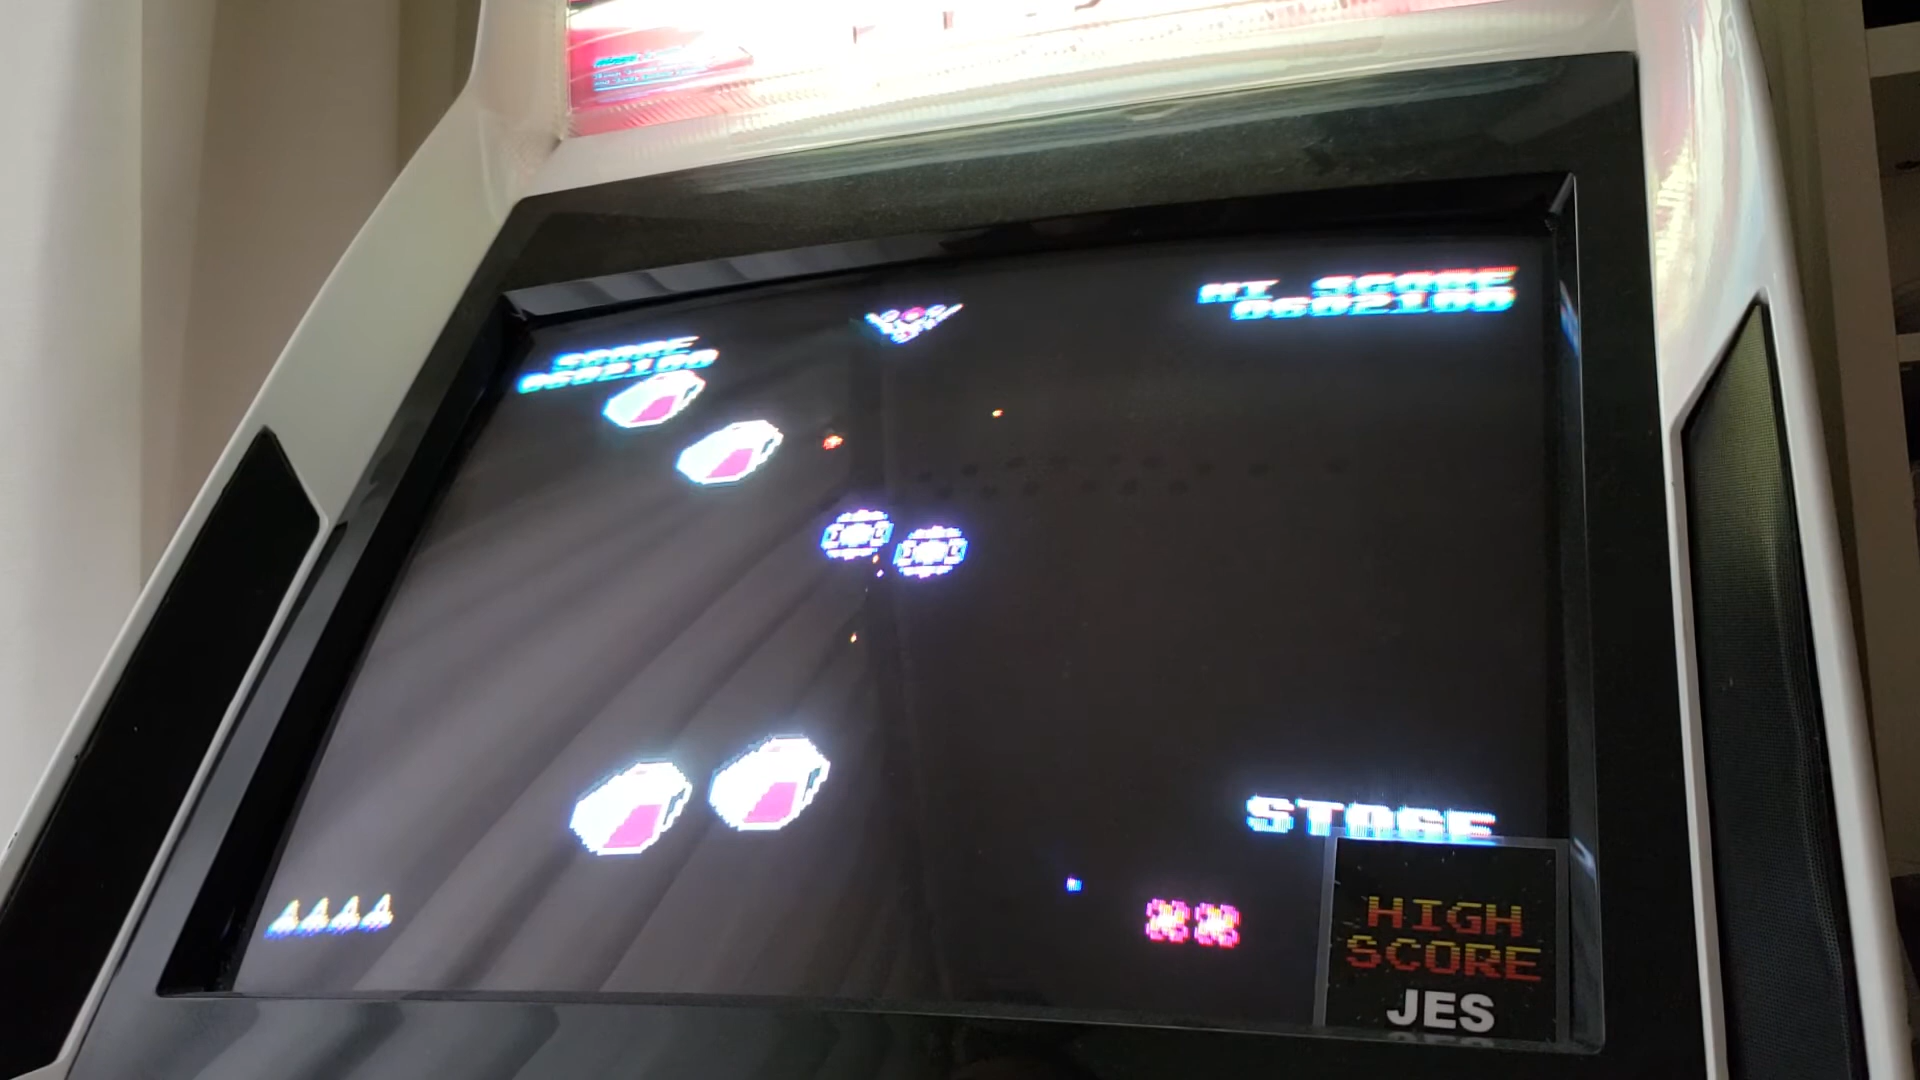 HI SCORE
0602100
SCORE
0602100
STAGE
HIGH
SCORE
JES